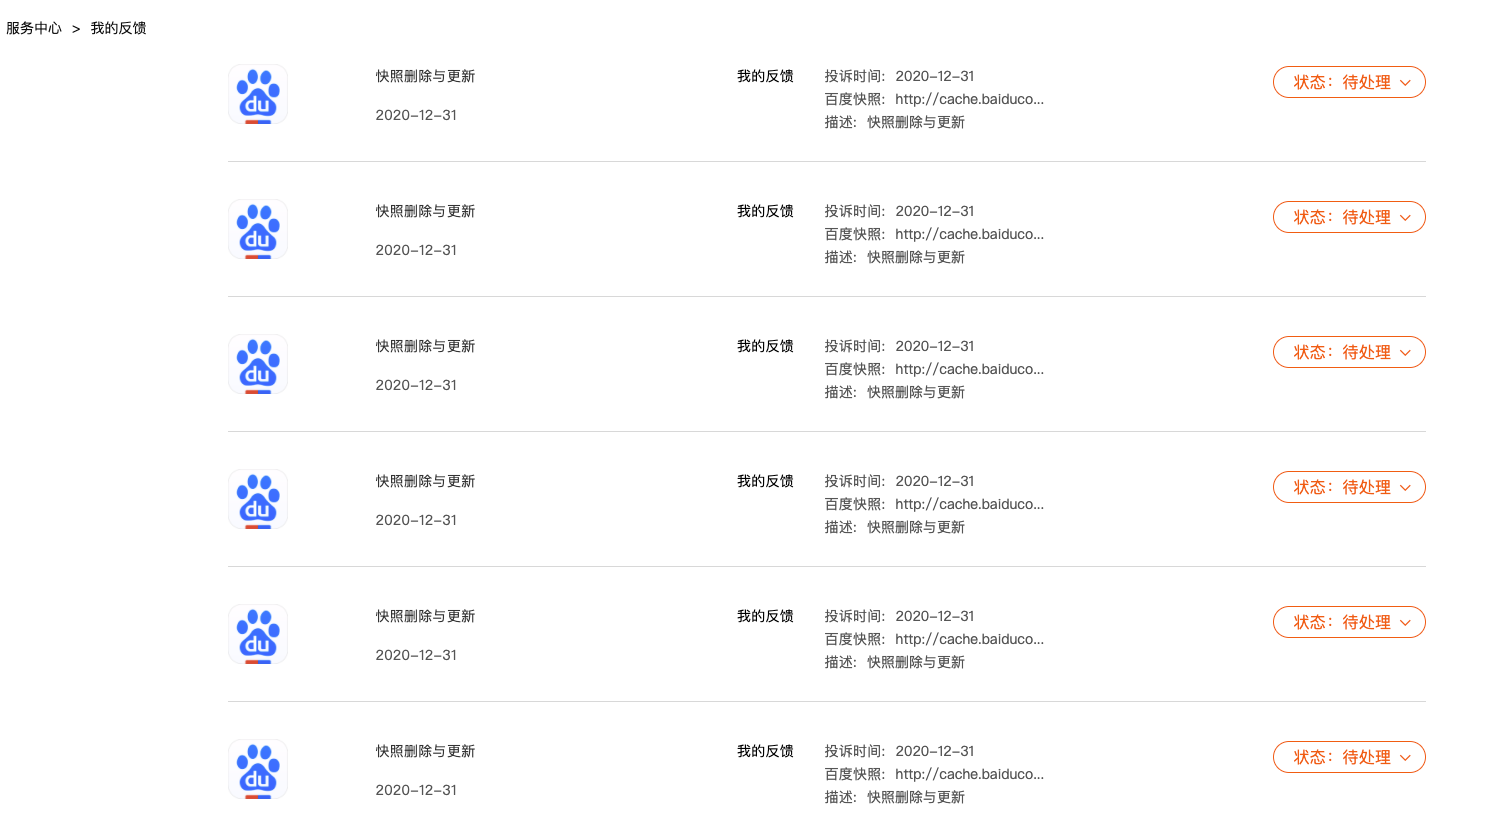 服务中心 > 我的反馈
du
快照删除与更新
2020-12-31
我的反馈
投诉时间: 2020-12-31
百度快照: http://cache.baiduco...
描述: 快照删除与更新
状态: 待处理
du
快照删除与更新
2020-12-31
我的反馈
投诉时间: 2020-12-31
百度快照: http://cache.baiduco...
描述: 快照删除与更新
状态: 待处理
du
快照删除与更新
2020-12-31
我的反馈
投诉时间: 2020-12-31
百度快照: http://cache.baiduco...
描述: 快照删除与更新
状态: 待处理
du
快照删除与更新
2020-12-31
我的反馈
投诉时间: 2020-12-31
百度快照: http://cache.baiduco...
描述: 快照删除与更新
状态: 待处理
du
快照删除与更新
2020-12-31
我的反馈
投诉时间: 2020-12-31
百度快照: http://cache.baiduco...
描述: 快照删除与更新
状态: 待处理
du
快照删除与更新
2020-12-31
我的反馈
投诉时间: 2020-12-31
百度快照: http://cache.baiduco...
描述: 快照删除与更新
状态: 待处理